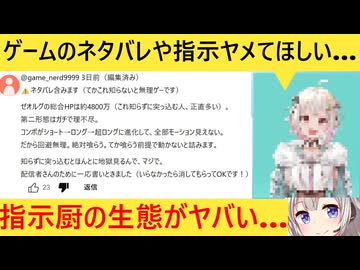 ゲームのネタバレや指示ヤメてほしい...
@game_nerd9999 3日前（編集済み）
⚠ネタバレ含みます（てかこれ知らないと無理ゲーです）
ゼオルグの総合HPは約4800万（これ知らずに突っ込む人、正直多い）。
第二形態はガチで理不尽。
コンボがショート→ロング→超ロングに進化して、全部モーション見えない。
だから回避無理。絶対喰らう。てか喰らう前提で動かないと詰みます。
知らずに突っ込むとほんとに地獄見るんで、マジで。
配信者さんのために一応書いときました（いらなかったら消してもらってOKです！）
23 返信
指示厨の生態がヤバい...